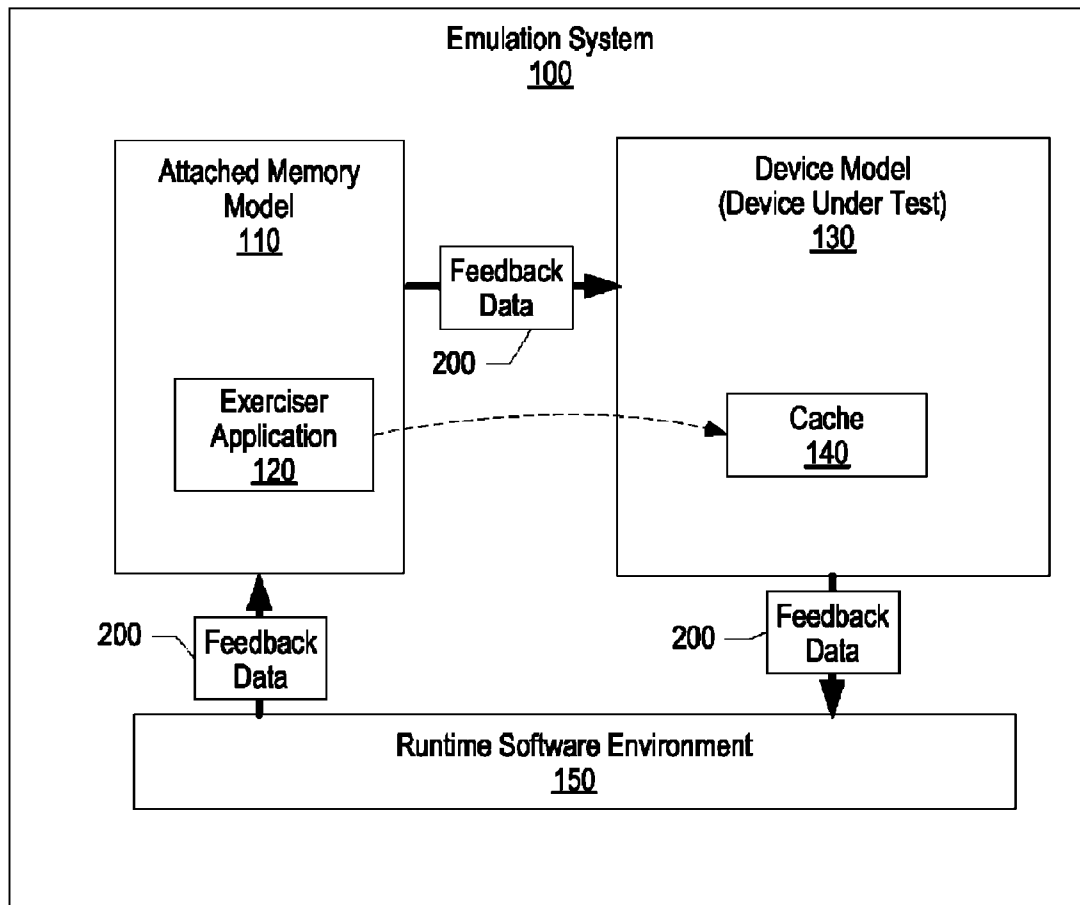 Emulation System
100
Attached Memory
Model
110
Device Model
(Device Under Test)
130
Feedback
Data
200
Exerciser
Application
120
Cache
140
200
Feedback
Data
200
Feedback
Data
Runtime Software Environment
150